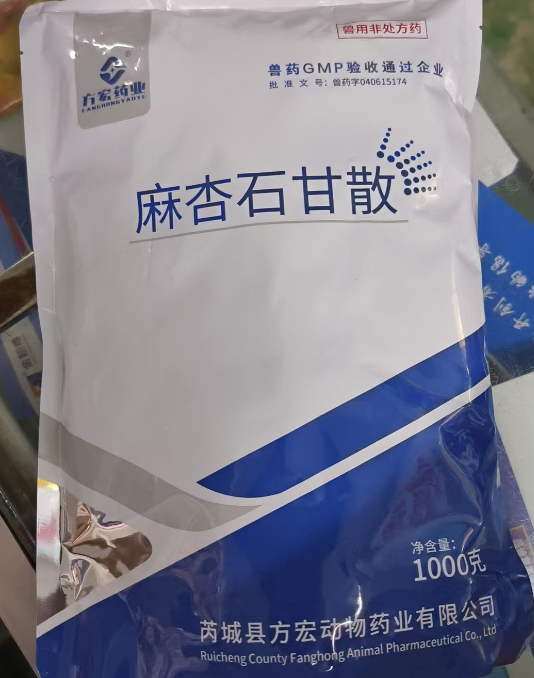 兽用非处方药
兽药GMP验收通过企业
批准文号：兽药字040615174
®
方宏药业
FANGHONGYAOYE
麻杏石甘散
净含量：
1000克
芮城县方宏动物药业有限公司
Ruicheng County Fanghong Animal Pharmaceutical Co., Ltd